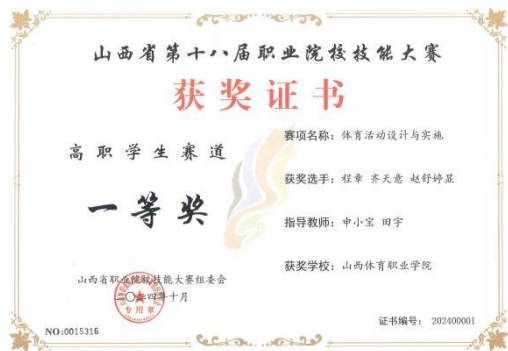 山西省第十八届职业院校技能大赛
获奖证书
高职学生赛道
一等奖
赛项名称：体育活动设计与实施
获奖选手：程章 齐天意 赵舒婷显
指导教师：申小宝 田宇
获奖学校：山西体育职业学院
山西省职业院校技能大赛组委会
二〇二四年十月
专用章
NO:0015316
证书编号： 202400001